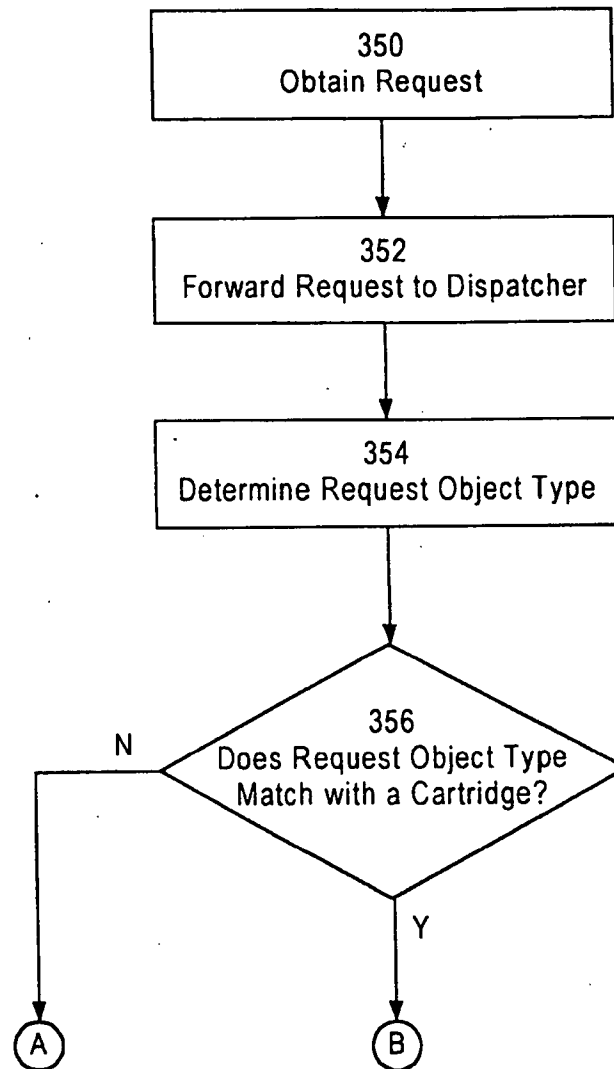 350
Obtain Request
352
Forward Request to Dispatcher
354
Determine Request Object Type
356
Does Request Object Type
Match with a Cartridge?
N
Y
A
B